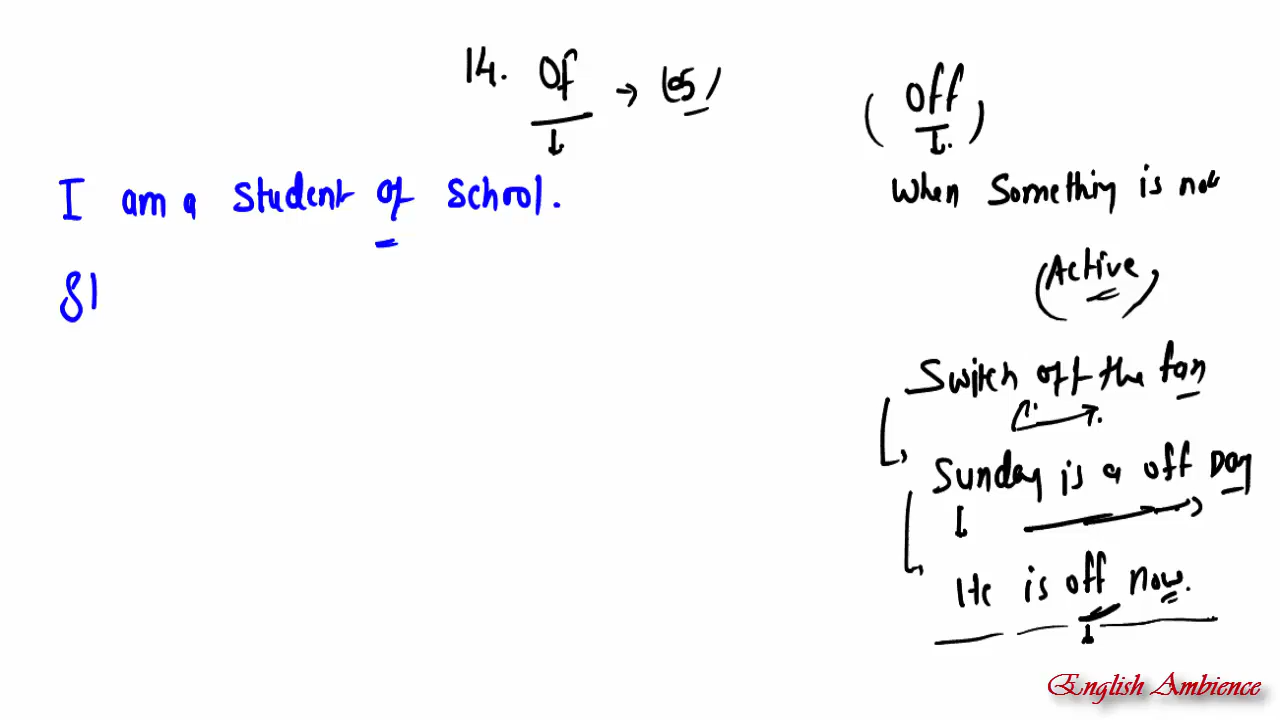 14. Of →
I am a student of school.
(Off)
When Something is not
(Active)
Switch off the fan
Sunday is a off Day
He is off now.
English Ambience